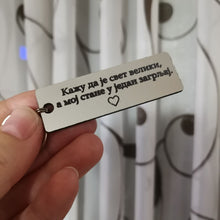 Кажу да је свет велики,
а мој стане у један загрљај.